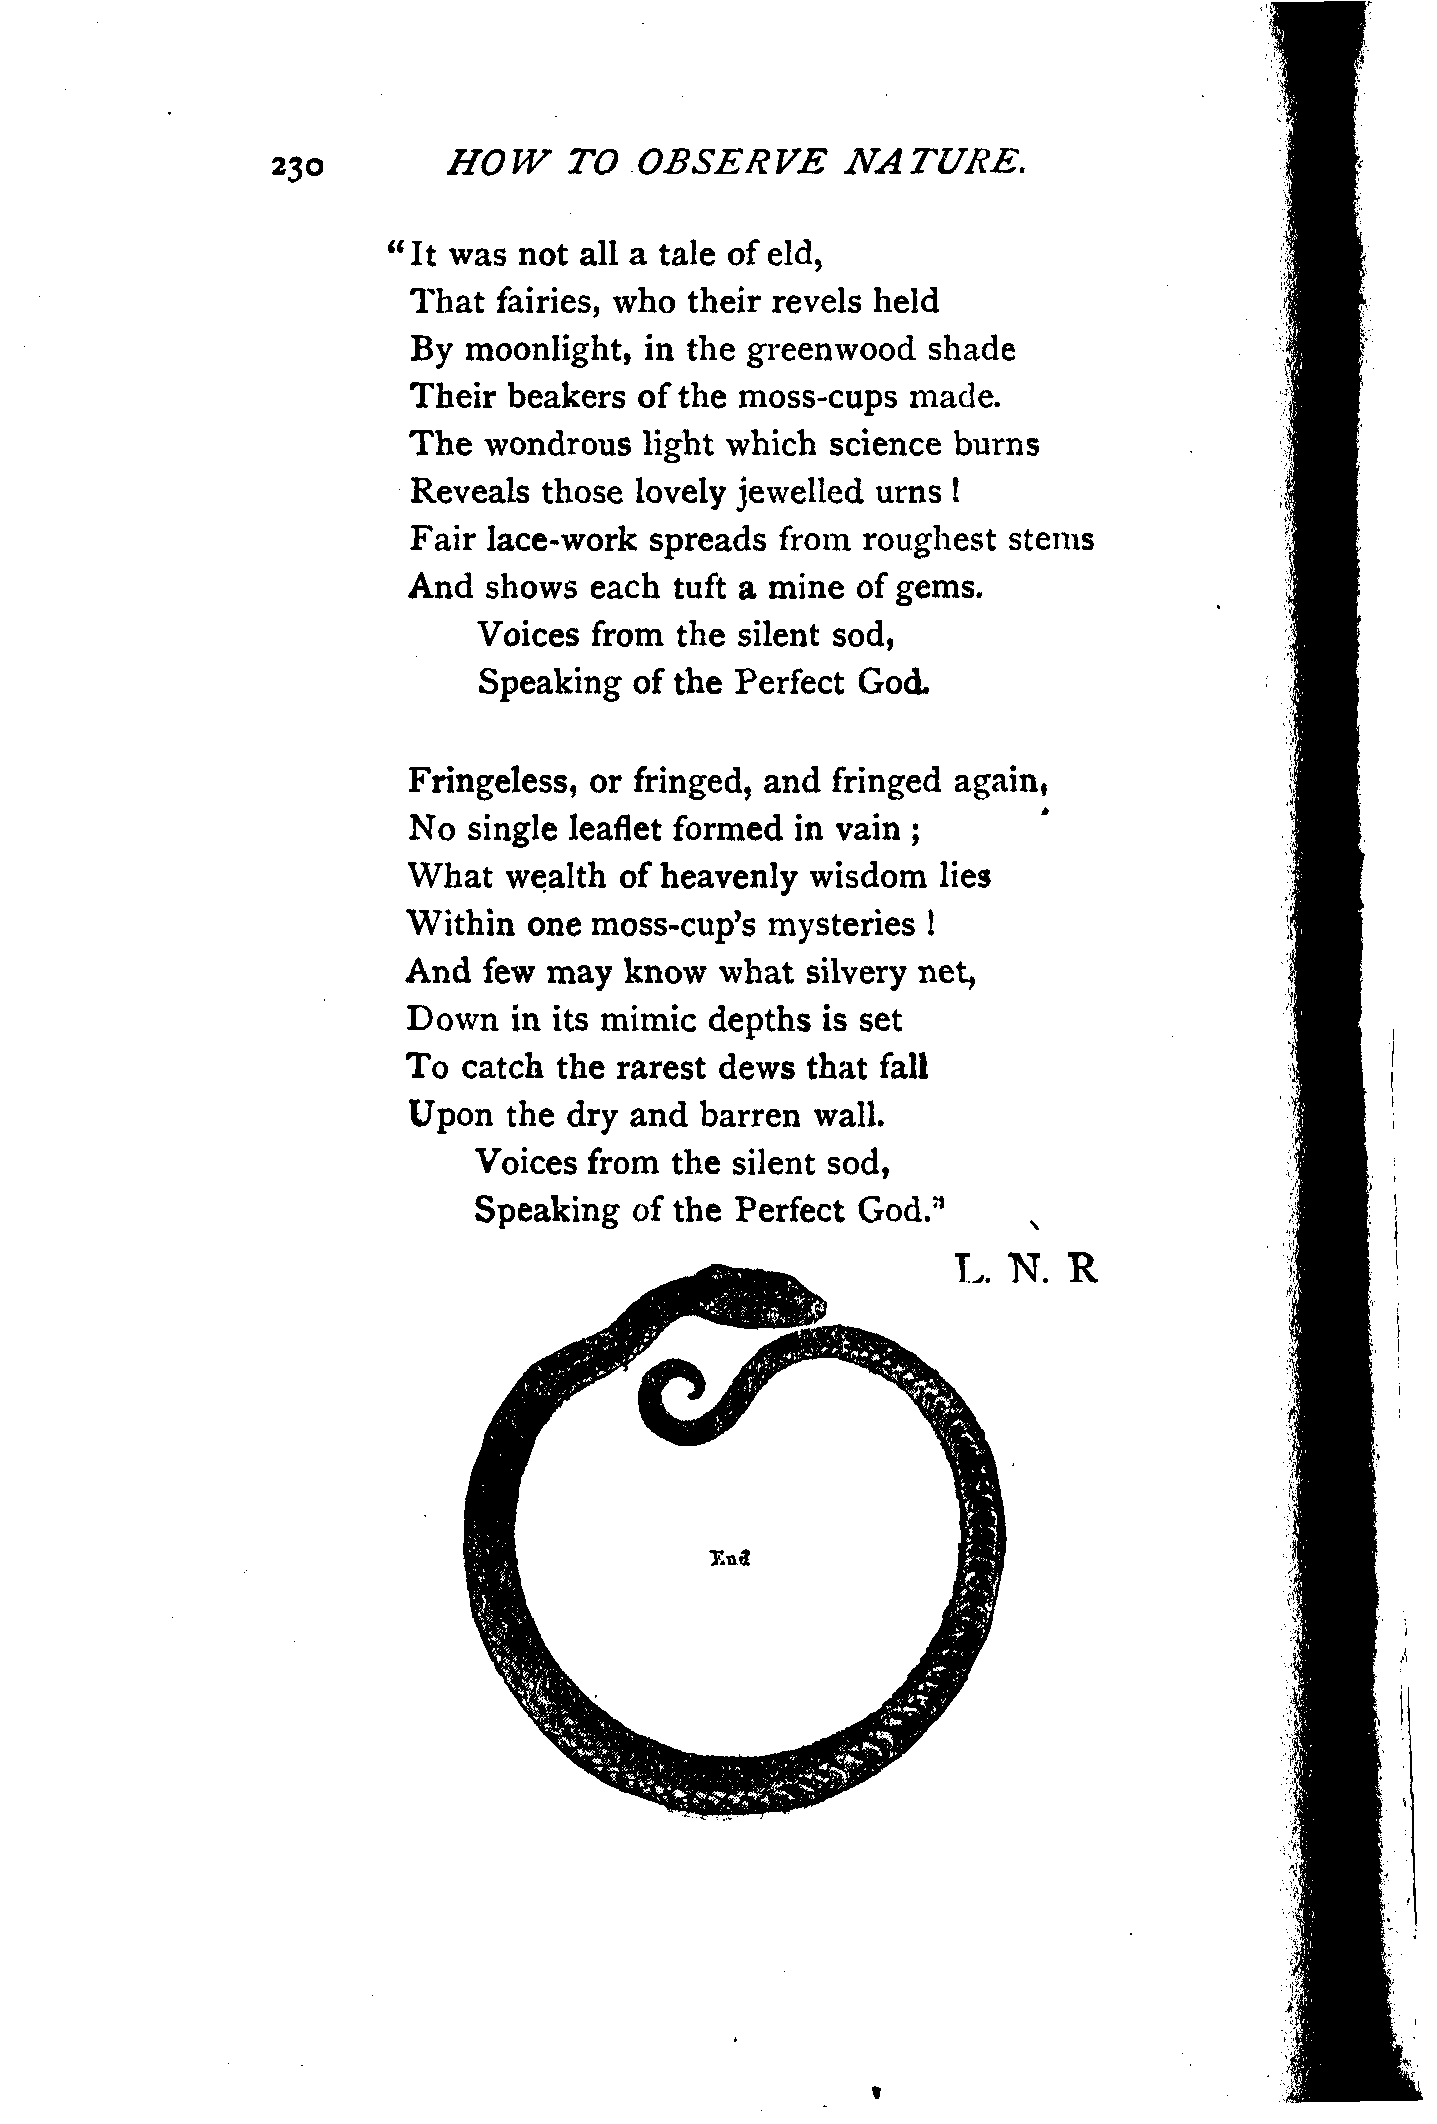 230 HOW TO OBSERVE NATURE.
“It was not all a tale of eld,
That fairies, who their revels held
By moonlight, in the greenwood shade
Their beakers of the moss-cups made.
The wondrous light which science burns
Reveals those lovely jewelled urns !
Fair lace-work spreads from roughest stems
And shows each tuft a mine of gems.
Voices from the silent sod,
Speaking of the Perfect God.
Fringeless, or fringed, and fringed again,
No single leaflet formed in vain ;
What wealth of heavenly wisdom lies
Within one moss-cup’s mysteries !
And few may know what silvery net,
Down in its mimic depths is set
To catch the rarest dews that fall
Upon the dry and barren wall.
Voices from the silent sod,
Speaking of the Perfect God.”
L. N. R
End